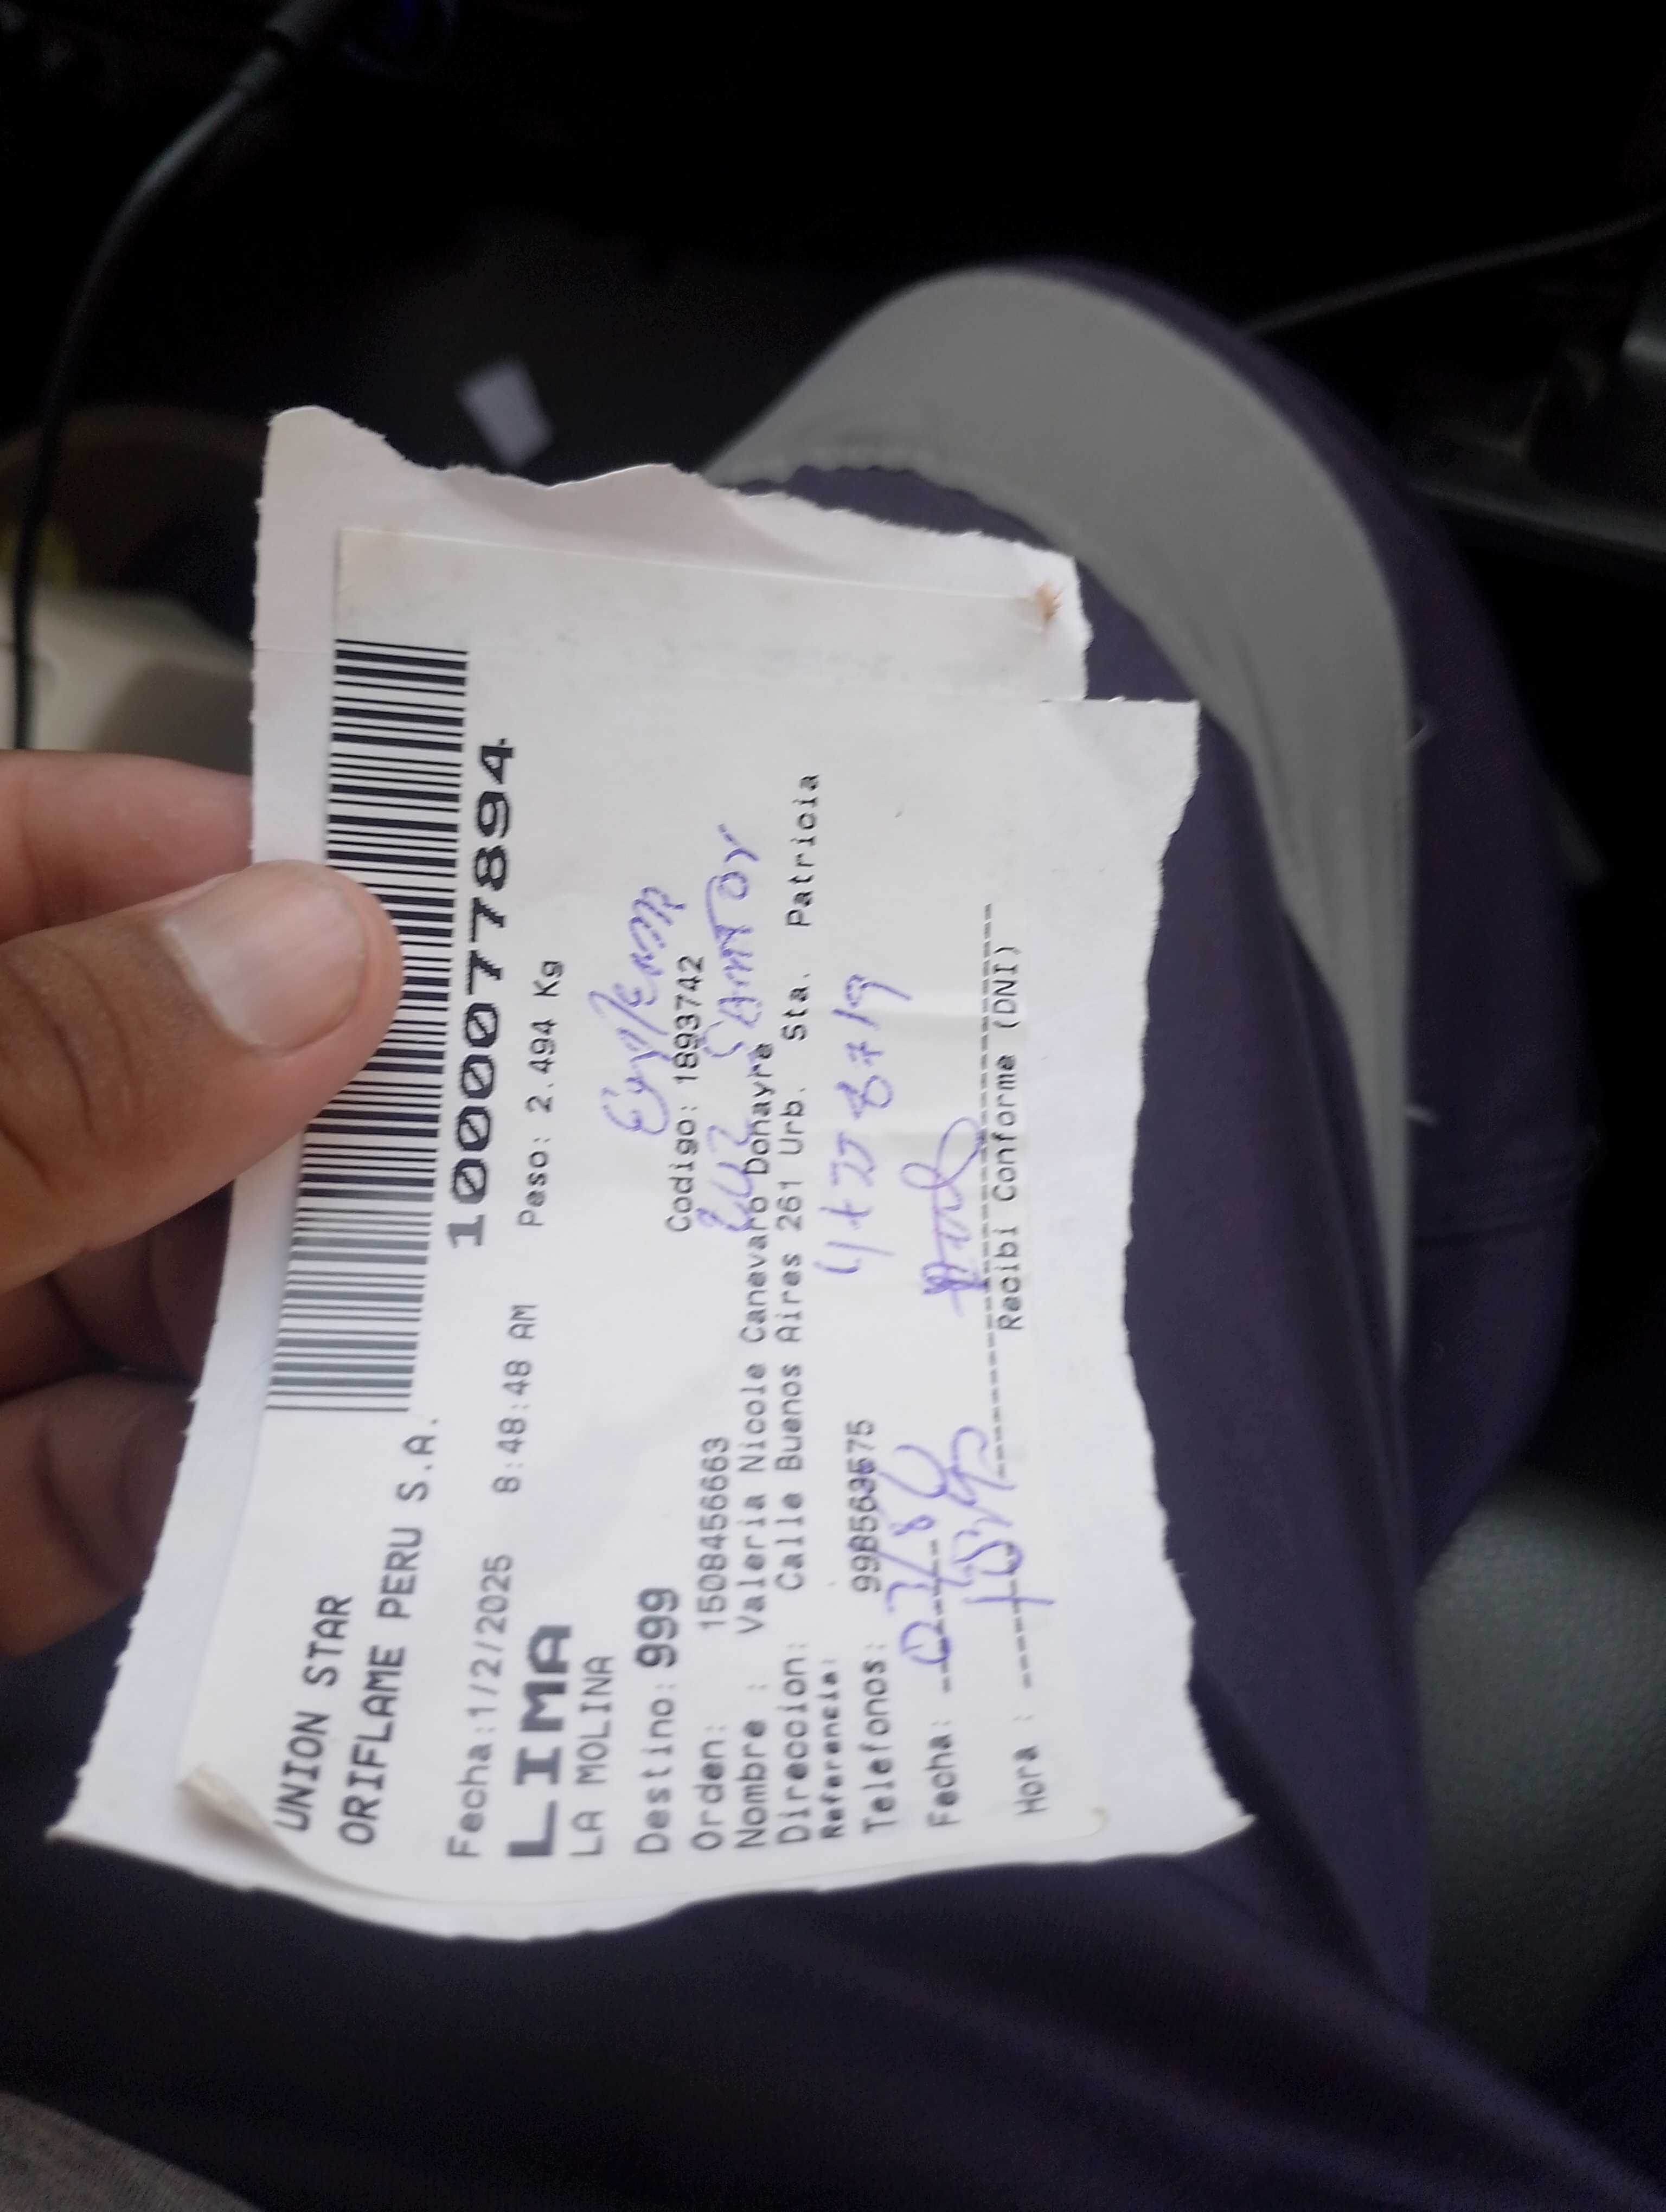 UNION STAR
ORIFLAME PERU S.A.
1000077894
Fecha:1/2/2025 8:48:48 AM Peso: 2.494 Kg
LIMA
LA MOLINA
Destino: 999
Orden: 1508456663 Codigo: 1893742
Nombre : Valeria Nicole Canevaro Donayre
Direccion: Calle Buenos Aires 261 Urb. Sta. Patricia
Referencia:
Telefonos:
Fecha:
Hora :
Recibi Conforme (DNI)